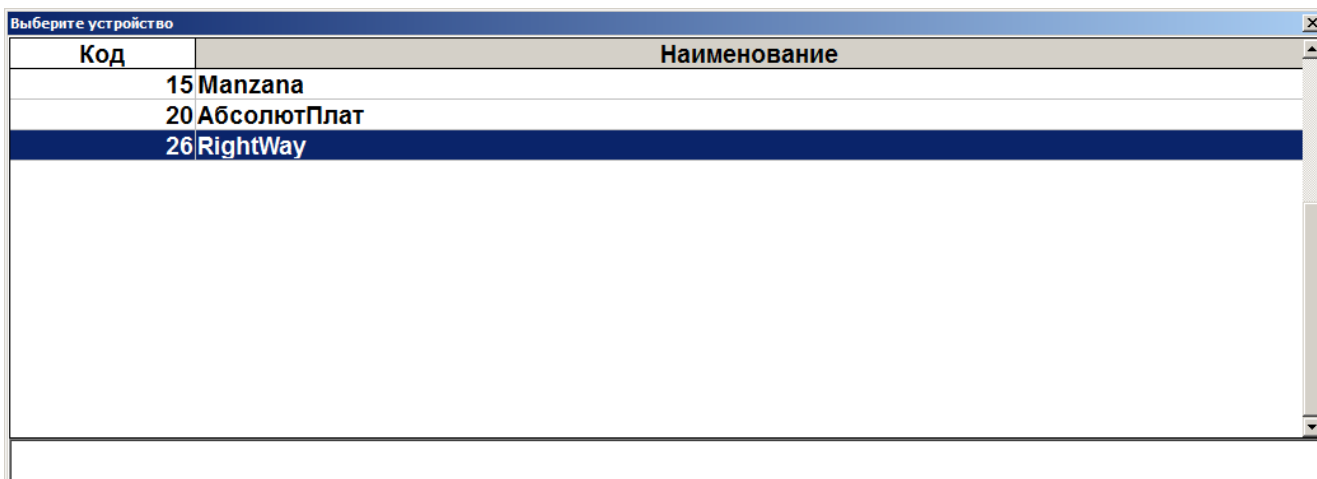 Выберите устройство
Код Наименование
15 Manzana
20 АбсолютПлат
26 RightWay